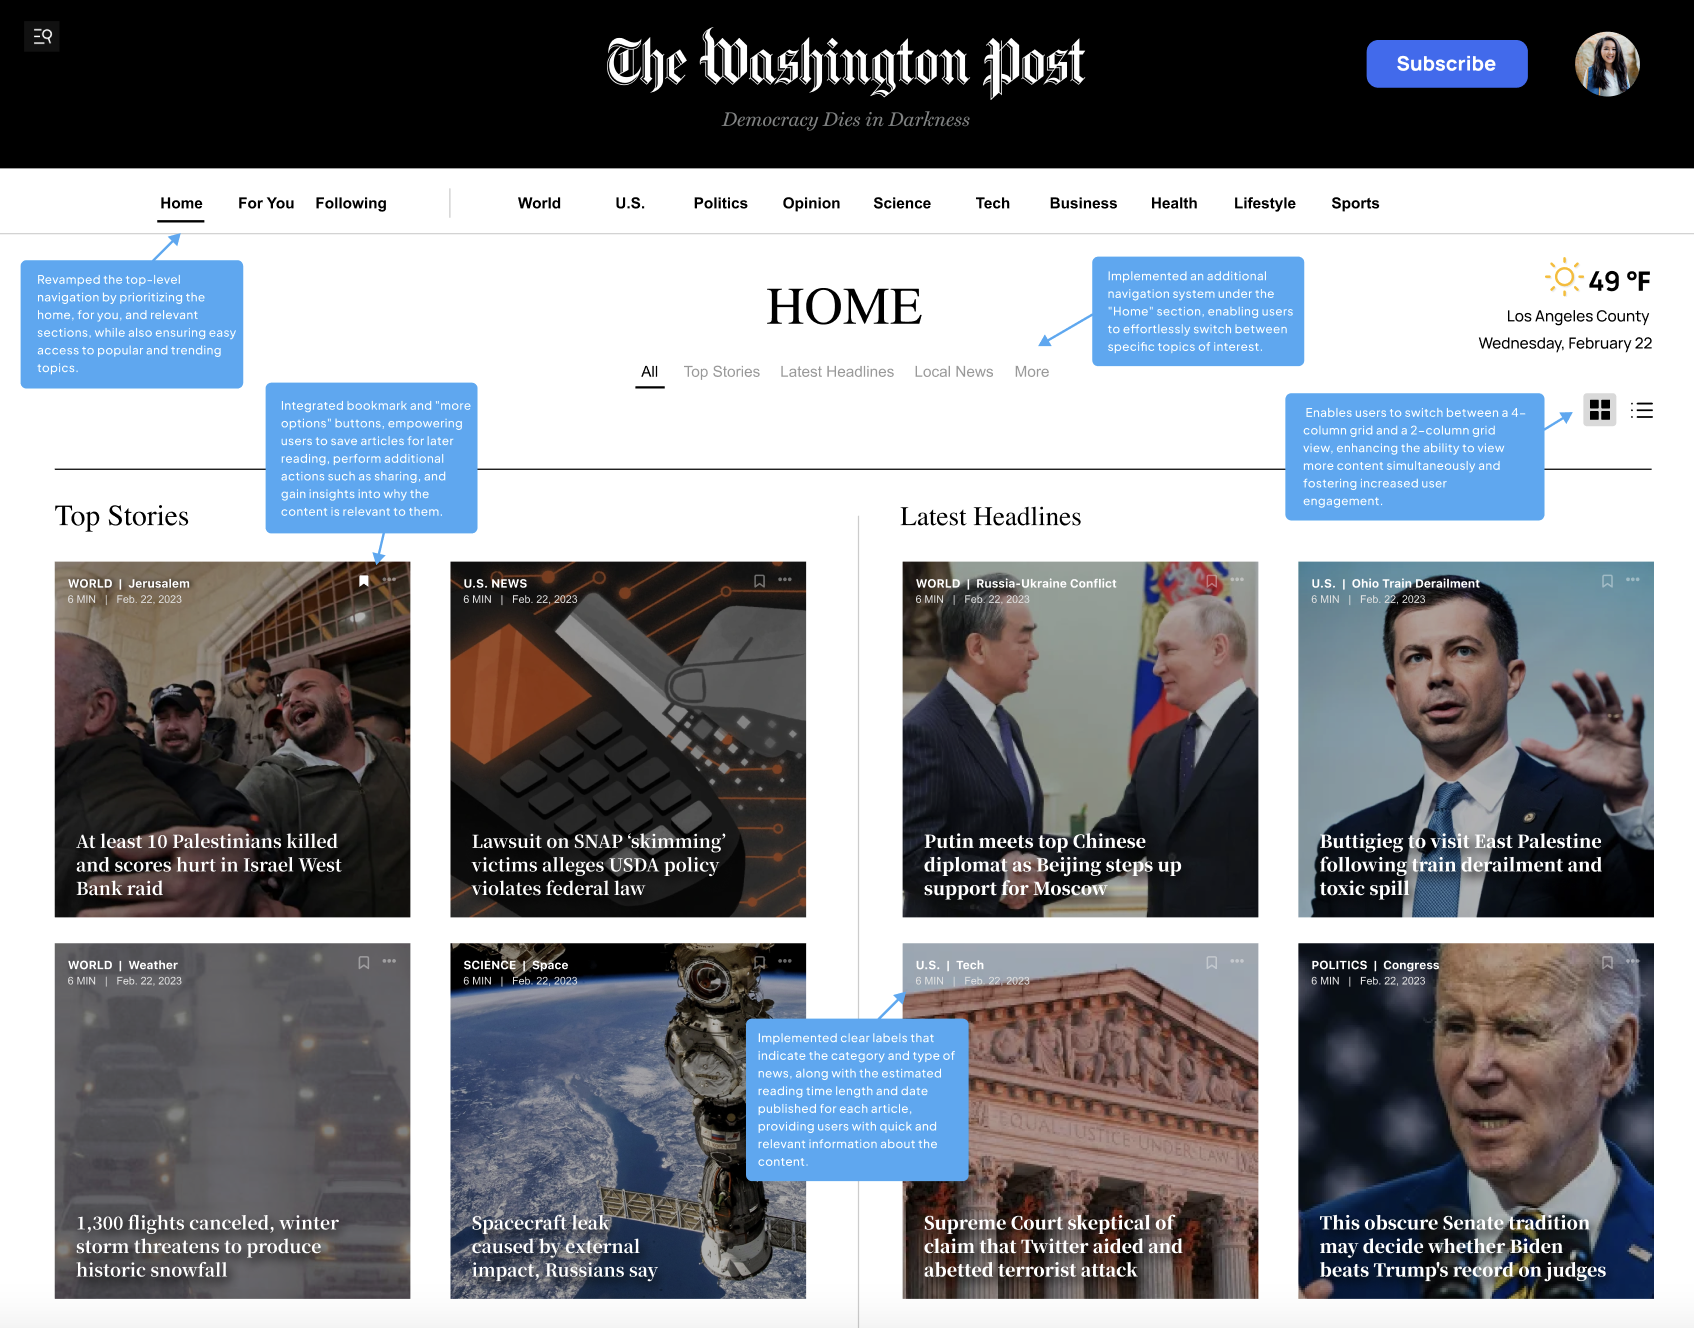 The Washington Post
Democracy Dies in Darkness
Subscribe
Home For You Following World U.S. Politics Opinion Science Tech Business Health Lifestyle Sports
Revamped the top-level
navigation by prioritizing the
home, for you, and relevant
sections, while also ensuring easy
access to popular and trending
topics.
HOME
Implemented an additional
navigation system under the
"Home" section, enabling users
to effortlessly switch between
specific topics of interest.
49 °F
Los Angeles County
Wednesday, February 22
All Top Stories Latest Headlines Local News More
Integrated bookmark and "more
options" buttons, empowering
users to save articles for later
reading, perform additional
actions such as sharing, and
gain insights into why the
content is relevant to them.
Enables users to switch between a 4-
column grid and a 2-column grid
view, enhancing the ability to view
more content simultaneously and
fostering increased user
engagement.
Top Stories
WORLD | Jerusalem
6 MIN | Feb. 22, 2023
At least 10 Palestinians killed
and scores hurt in Israel West
Bank raid
U.S. NEWS
6 MIN | Feb. 22, 2023
Lawsuit on SNAP ‘skimming’
victims alleges USDA policy
violates federal law
Latest Headlines
WORLD | Russia-Ukraine Conflict
6 MIN | Feb. 22, 2023
Putin meets top Chinese
diplomat as Beijing steps up
support for Moscow
U.S. | Ohio Train Derailment
6 MIN | Feb. 22, 2023
Buttigieg to visit East Palestine
following train derailment and
toxic spill
WORLD | Weather
6 MIN | Feb. 22, 2023
1,300 flights canceled, winter
storm threatens to produce
historic snowfall
SCIENCE | Space
6 MIN | Feb. 22, 2023
Spacecraft leak
caused by external
impact, Russians say
Implemented clear labels that
indicate the category and type of
news, along with the estimated
reading time length and date
published for each article,
providing users with quick and
relevant information about the
content.
U.S. | Tech
6 MIN | Feb. 22, 2023
EQUAL JUSTICE UNDER LAW
Supreme Court skeptical of
claim that Twitter aided and
abetted terrorist attack
POLITICS | Congress
6 MIN | Feb. 22, 2023
This obscure Senate tradition
may decide whether Biden
beats Trump's record on judges